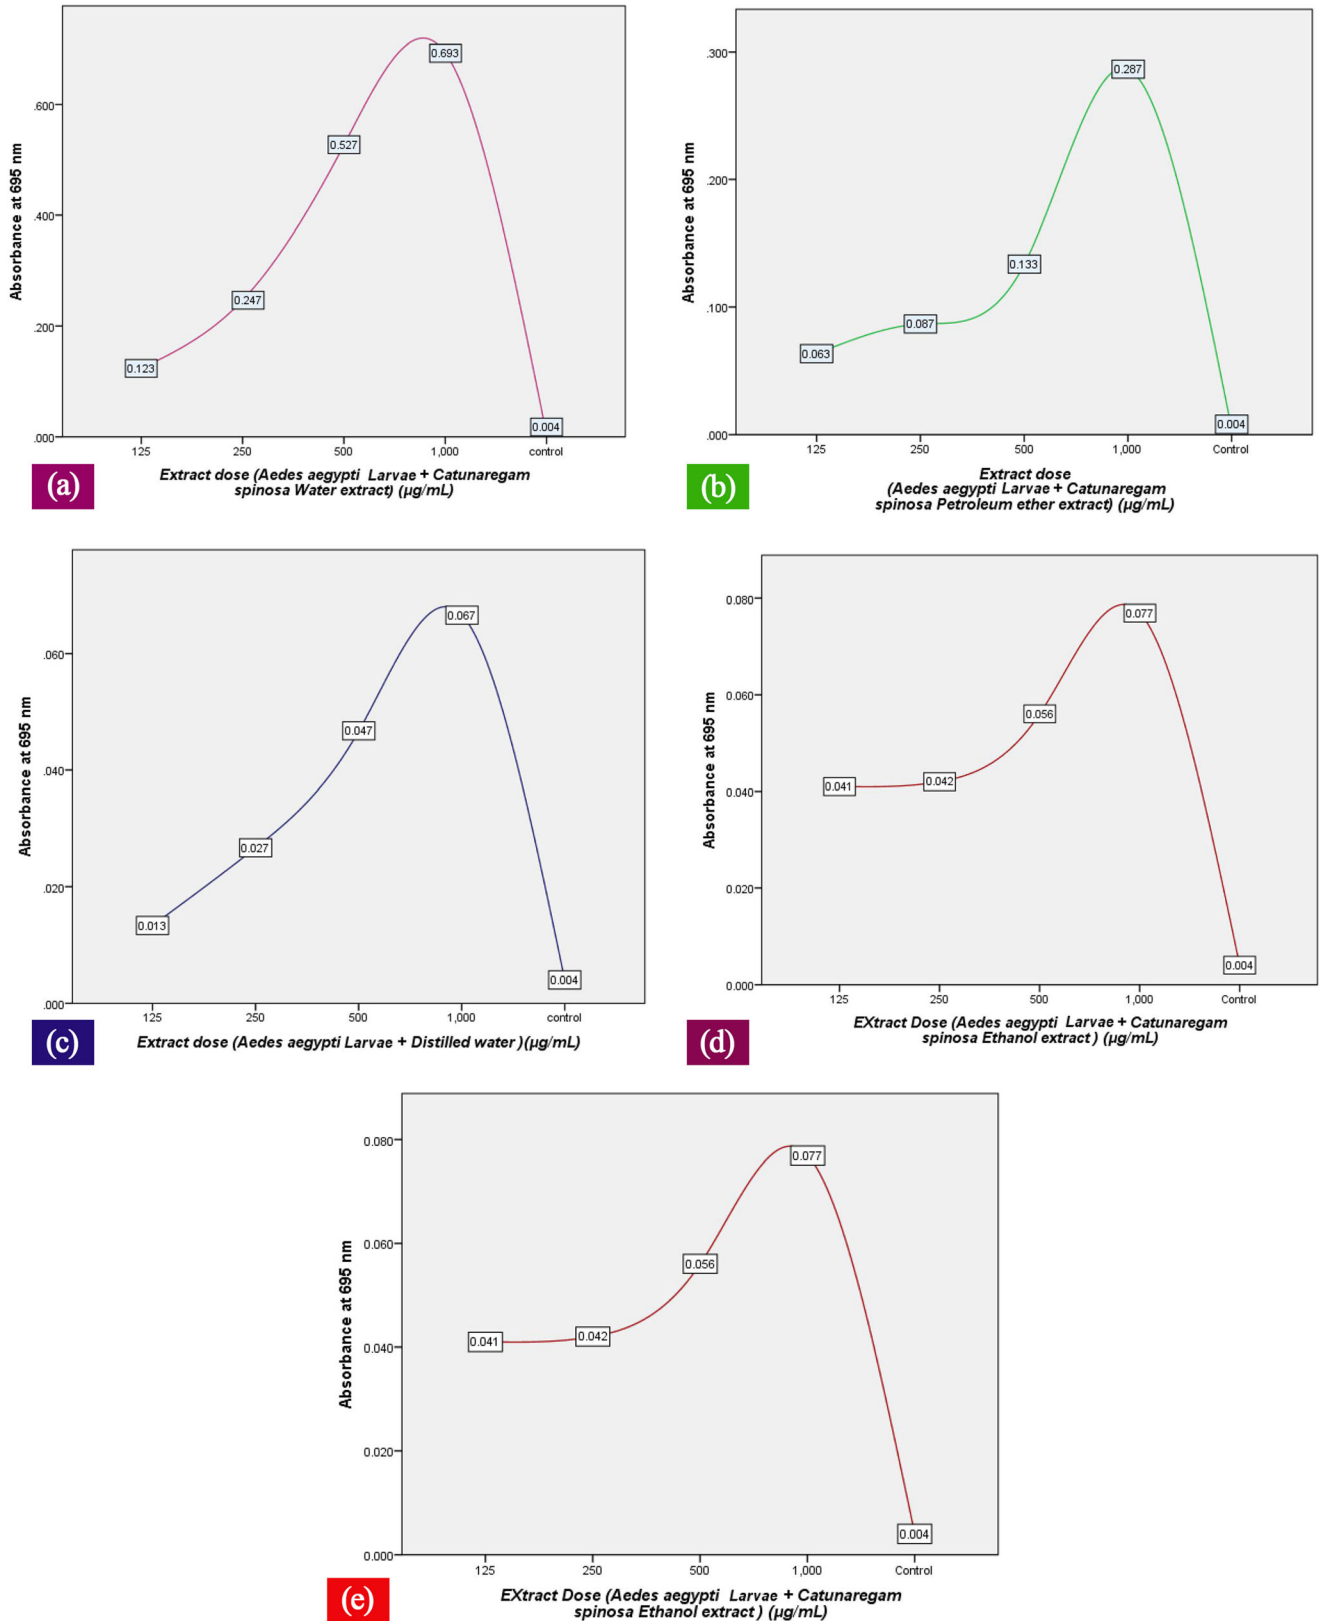 Absorbance at 695 nm
.600
.400
.200
.000
0.123
0.247
0.527
0.693
0.004
125
250
500
1,000
control
(a)
Extract dose (Aedes aegypti Larvae + Catunaregam
spinosa Water extract) (µg/mL)
Absorbance at 695 nm
.300
.200
.100
.000
0.063
0.087
0.133
0.287
0.004
125
250
500
1,000
Control
(b)
Extract dose
(Aedes aegypti Larvae + Catunaregam
spinosa Petroleum ether extract) (µg/mL)
Absorbance at 695 nm
.060
.040
.020
.000
0.013
0.027
0.047
0.067
0.004
125
250
500
1,000
control
(c)
Extract dose (Aedes aegypti Larvae + Distilled water )(µg/mL)
Absorbance at 695 nm
0.080
0.060
0.040
0.020
0.000
0.041
0.042
0.056
0.077
0.004
125
250
500
1,000
Control
(d)
EXtract Dose (Aedes aegypti Larvae + Catunaregam
spinosa Ethanol extract ) (µg/mL)
Absorbance at 695 nm
0.080
0.060
0.040
0.020
0.000
0.041
0.042
0.056
0.077
0.004
125
250
500
1,000
Control
(e)
EXtract Dose (Aedes aegypti Larvae + Catunaregam
spinosa Ethanol extract ) (µg/mL)